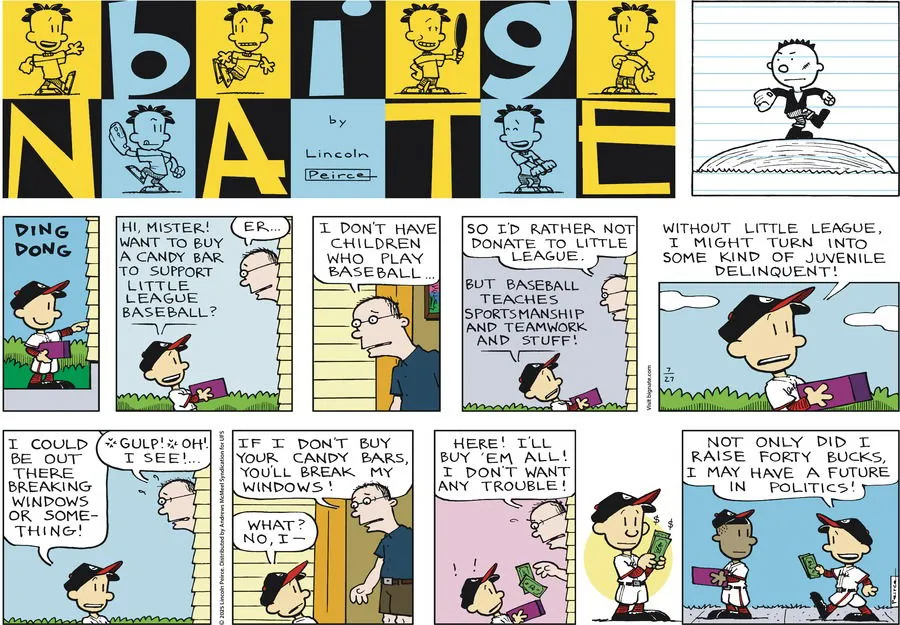 big
NATE
by
Lincoln
Peirce
DING
DONG
HI, MISTER!
WANT TO BUY
A CANDY BAR
TO SUPPORT
LITTLE
LEAGUE
BASEBALL?
ER...
I DON'T HAVE
CHILDREN
WHO PLAY
BASEBALL...
SO I'D RATHER NOT
DONATE TO LITTLE
LEAGUE.
BUT BASEBALL
TEACHES
SPORTSMANSHIP
AND TEAMWORK
AND STUFF!
Visit bignate.com
WITHOUT LITTLE LEAGUE,
I MIGHT TURN INTO
SOME KIND OF JUVENILE
DELINQUENT!
7
27
I COULD
BE OUT
THERE
BREAKING
WINDOWS
OR SOME-
THING!
GULP! OH!
I SEE!...
© 2025 Lincoln Peirce. Distributed by Andrews McMeel Syndication for UFS
IF I DON'T BUY
YOUR CANDY BARS,
YOU'LL BREAK MY
WINDOWS!
WHAT?
NO, I—
HERE! I'LL
BUY 'EM ALL!
I DON'T WANT
ANY TROUBLE!
! !
$ $
NOT ONLY DID I
RAISE FORTY BUCKS,
I MAY HAVE A FUTURE
IN POLITICS!
PEIRCE